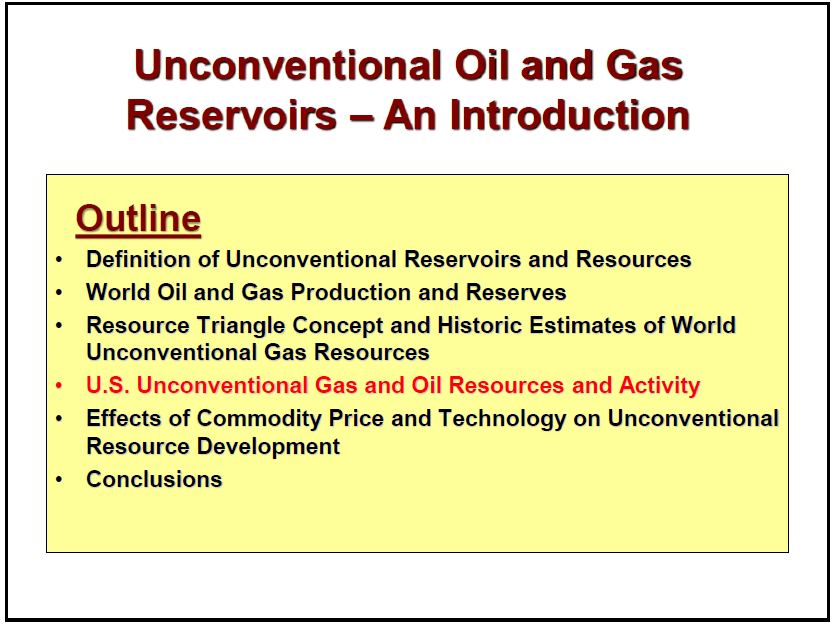 Unconventional Oil and Gas
Reservoirs – An Introduction
Outline
• Definition of Unconventional Reservoirs and Resources
• World Oil and Gas Production and Reserves
• Resource Triangle Concept and Historic Estimates of World
Unconventional Gas Resources
• U.S. Unconventional Gas and Oil Resources and Activity
• Effects of Commodity Price and Technology on Unconventional
Resource Development
• Conclusions